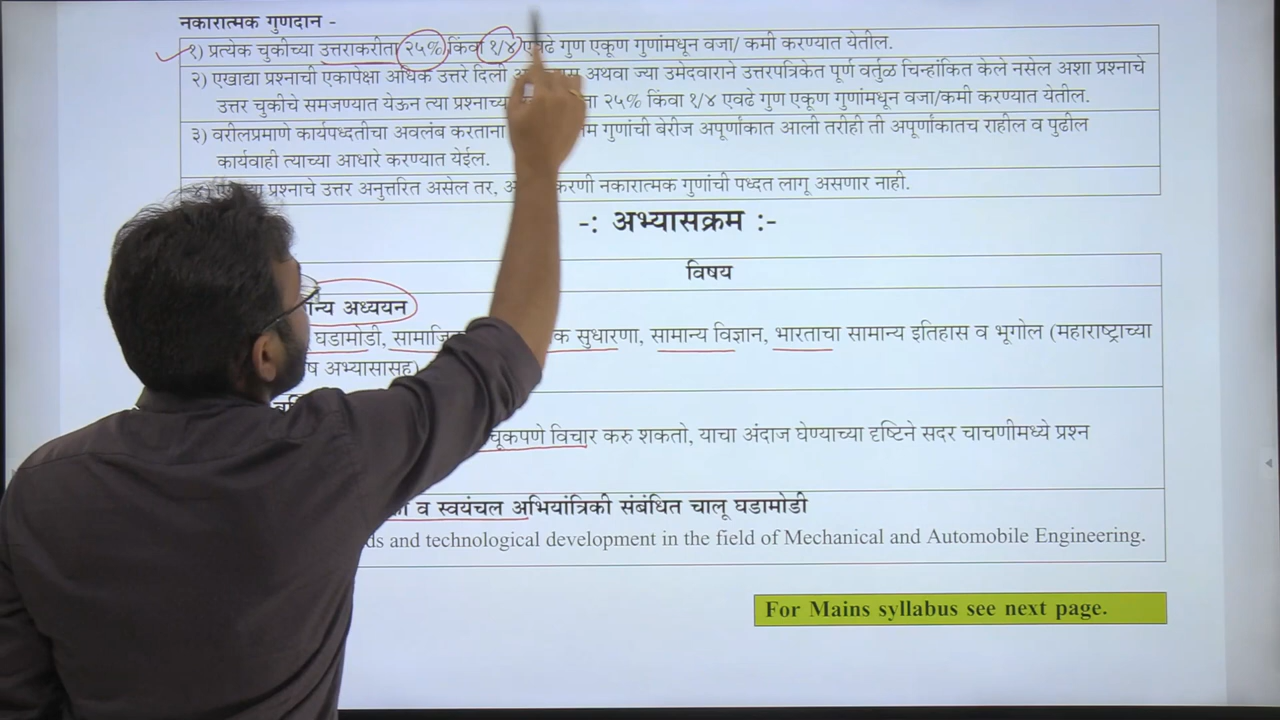 नकारात्मक गुणदान -
१) प्रत्येक चुकीच्या उत्तराकरीता २५% किंवा १/४ एवढे गुण एकूण गुणांमधून वजा/ कमी करण्यात येतील.
२) एखाद्या प्रश्नाची एकापेक्षा अधिक उत्तरे दिली अथवा ज्या उमेदवाराने उत्तरपत्रिकेत पूर्ण वर्तुळ चिन्हांकित केले नसेल अशा प्रश्नाचे
उत्तर चुकीचे समजण्यात येऊन त्या प्रश्नाच्या २५% किंवा १/४ एवढे गुण एकूण गुणांमधून वजा/कमी करण्यात येतील.
३) वरीलप्रमाणे कार्यपध्दतीचा अवलंब करताना गुणांची बेरीज अपूर्णांकात आली तरीही ती अपूर्णांकातच राहील व पुढील
कार्यवाही त्याच्या आधारे करण्यात येईल.
प्रश्नाचे उत्तर अनुत्तरित असेल तर, नकारात्मक गुणांची पध्दत लागू असणार नाही.
-: अभ्यासक्रम :-
विषय
अध्ययन
घडामोडी, सुधारणा, सामान्य विज्ञान, भारताचा सामान्य इतिहास व भूगोल (महाराष्ट्राच्या
अभ्यासासह)
विचार करु शकतो, याचा अंदाज घेण्याच्या दृष्टिने सदर चाचणीमध्ये प्रश्न
व स्वयंचल अभियांत्रिकी संबंधित चालू घडामोडी
and technological development in the field of Mechanical and Automobile Engineering.
For Mains syllabus see next page.